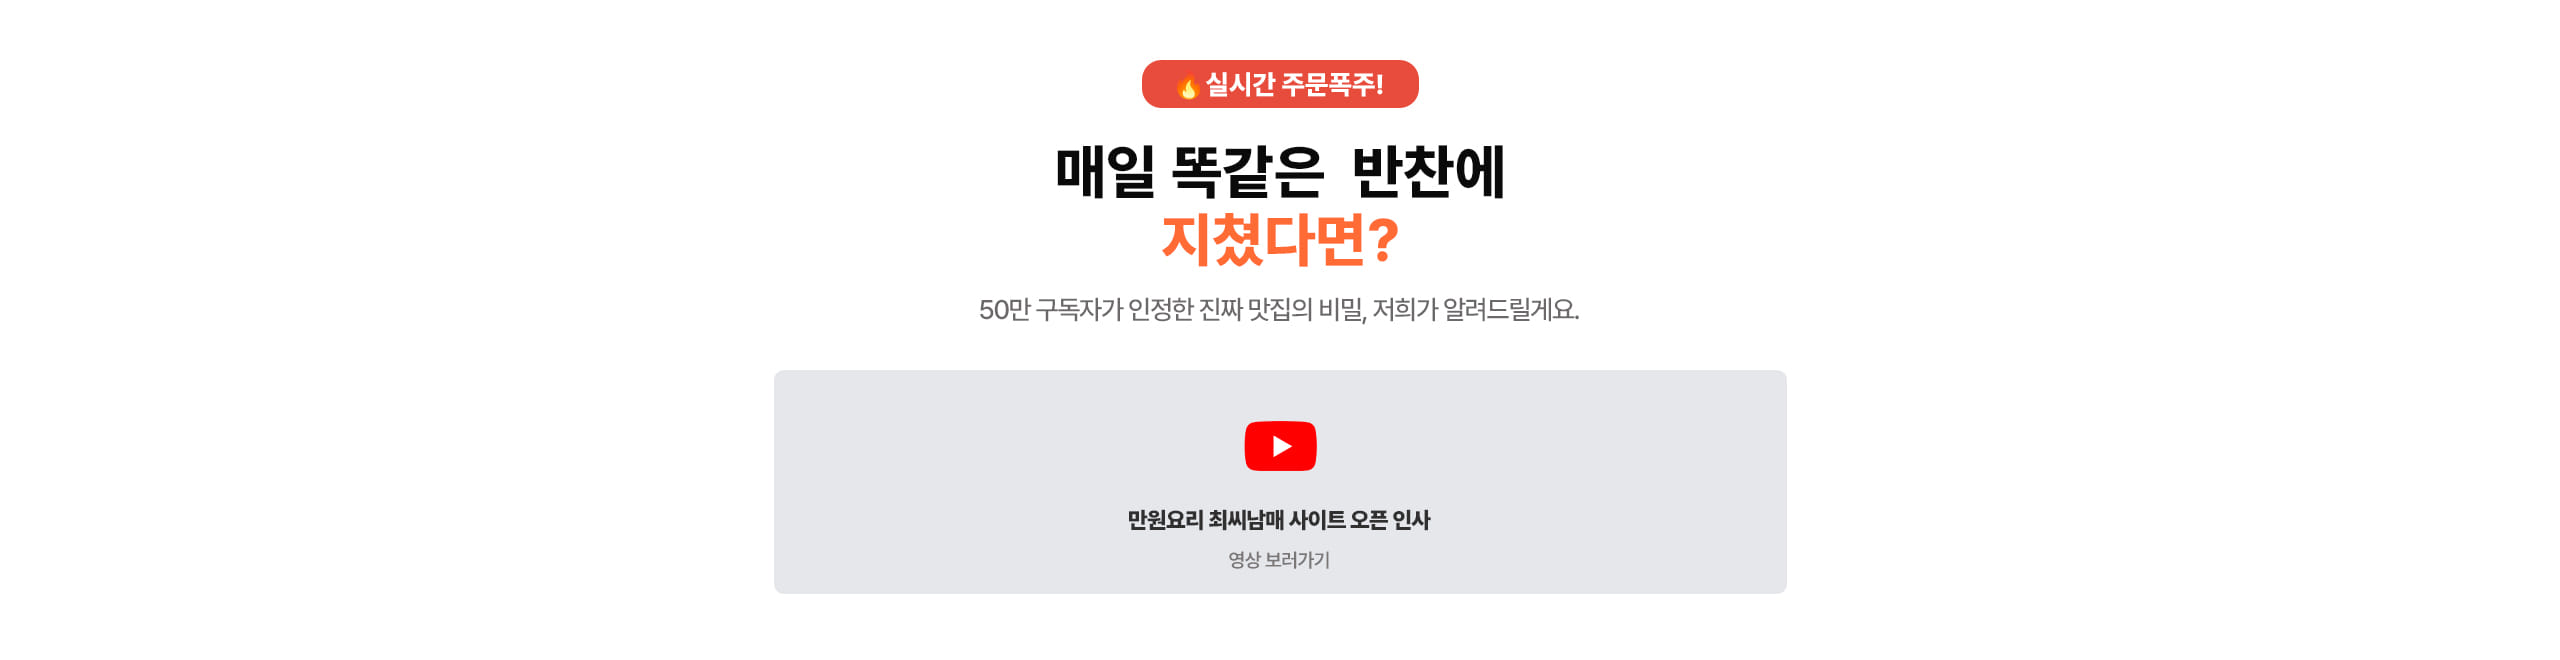 🔥실시간 주문폭주!
매일 똑같은  반찬에
지쳤다면?
50만 구독자가 인정한 진짜 맛집의 비밀, 저희가 알려드릴게요.
만원요리 최씨남매 사이트 오픈 인사
영상 보러가기